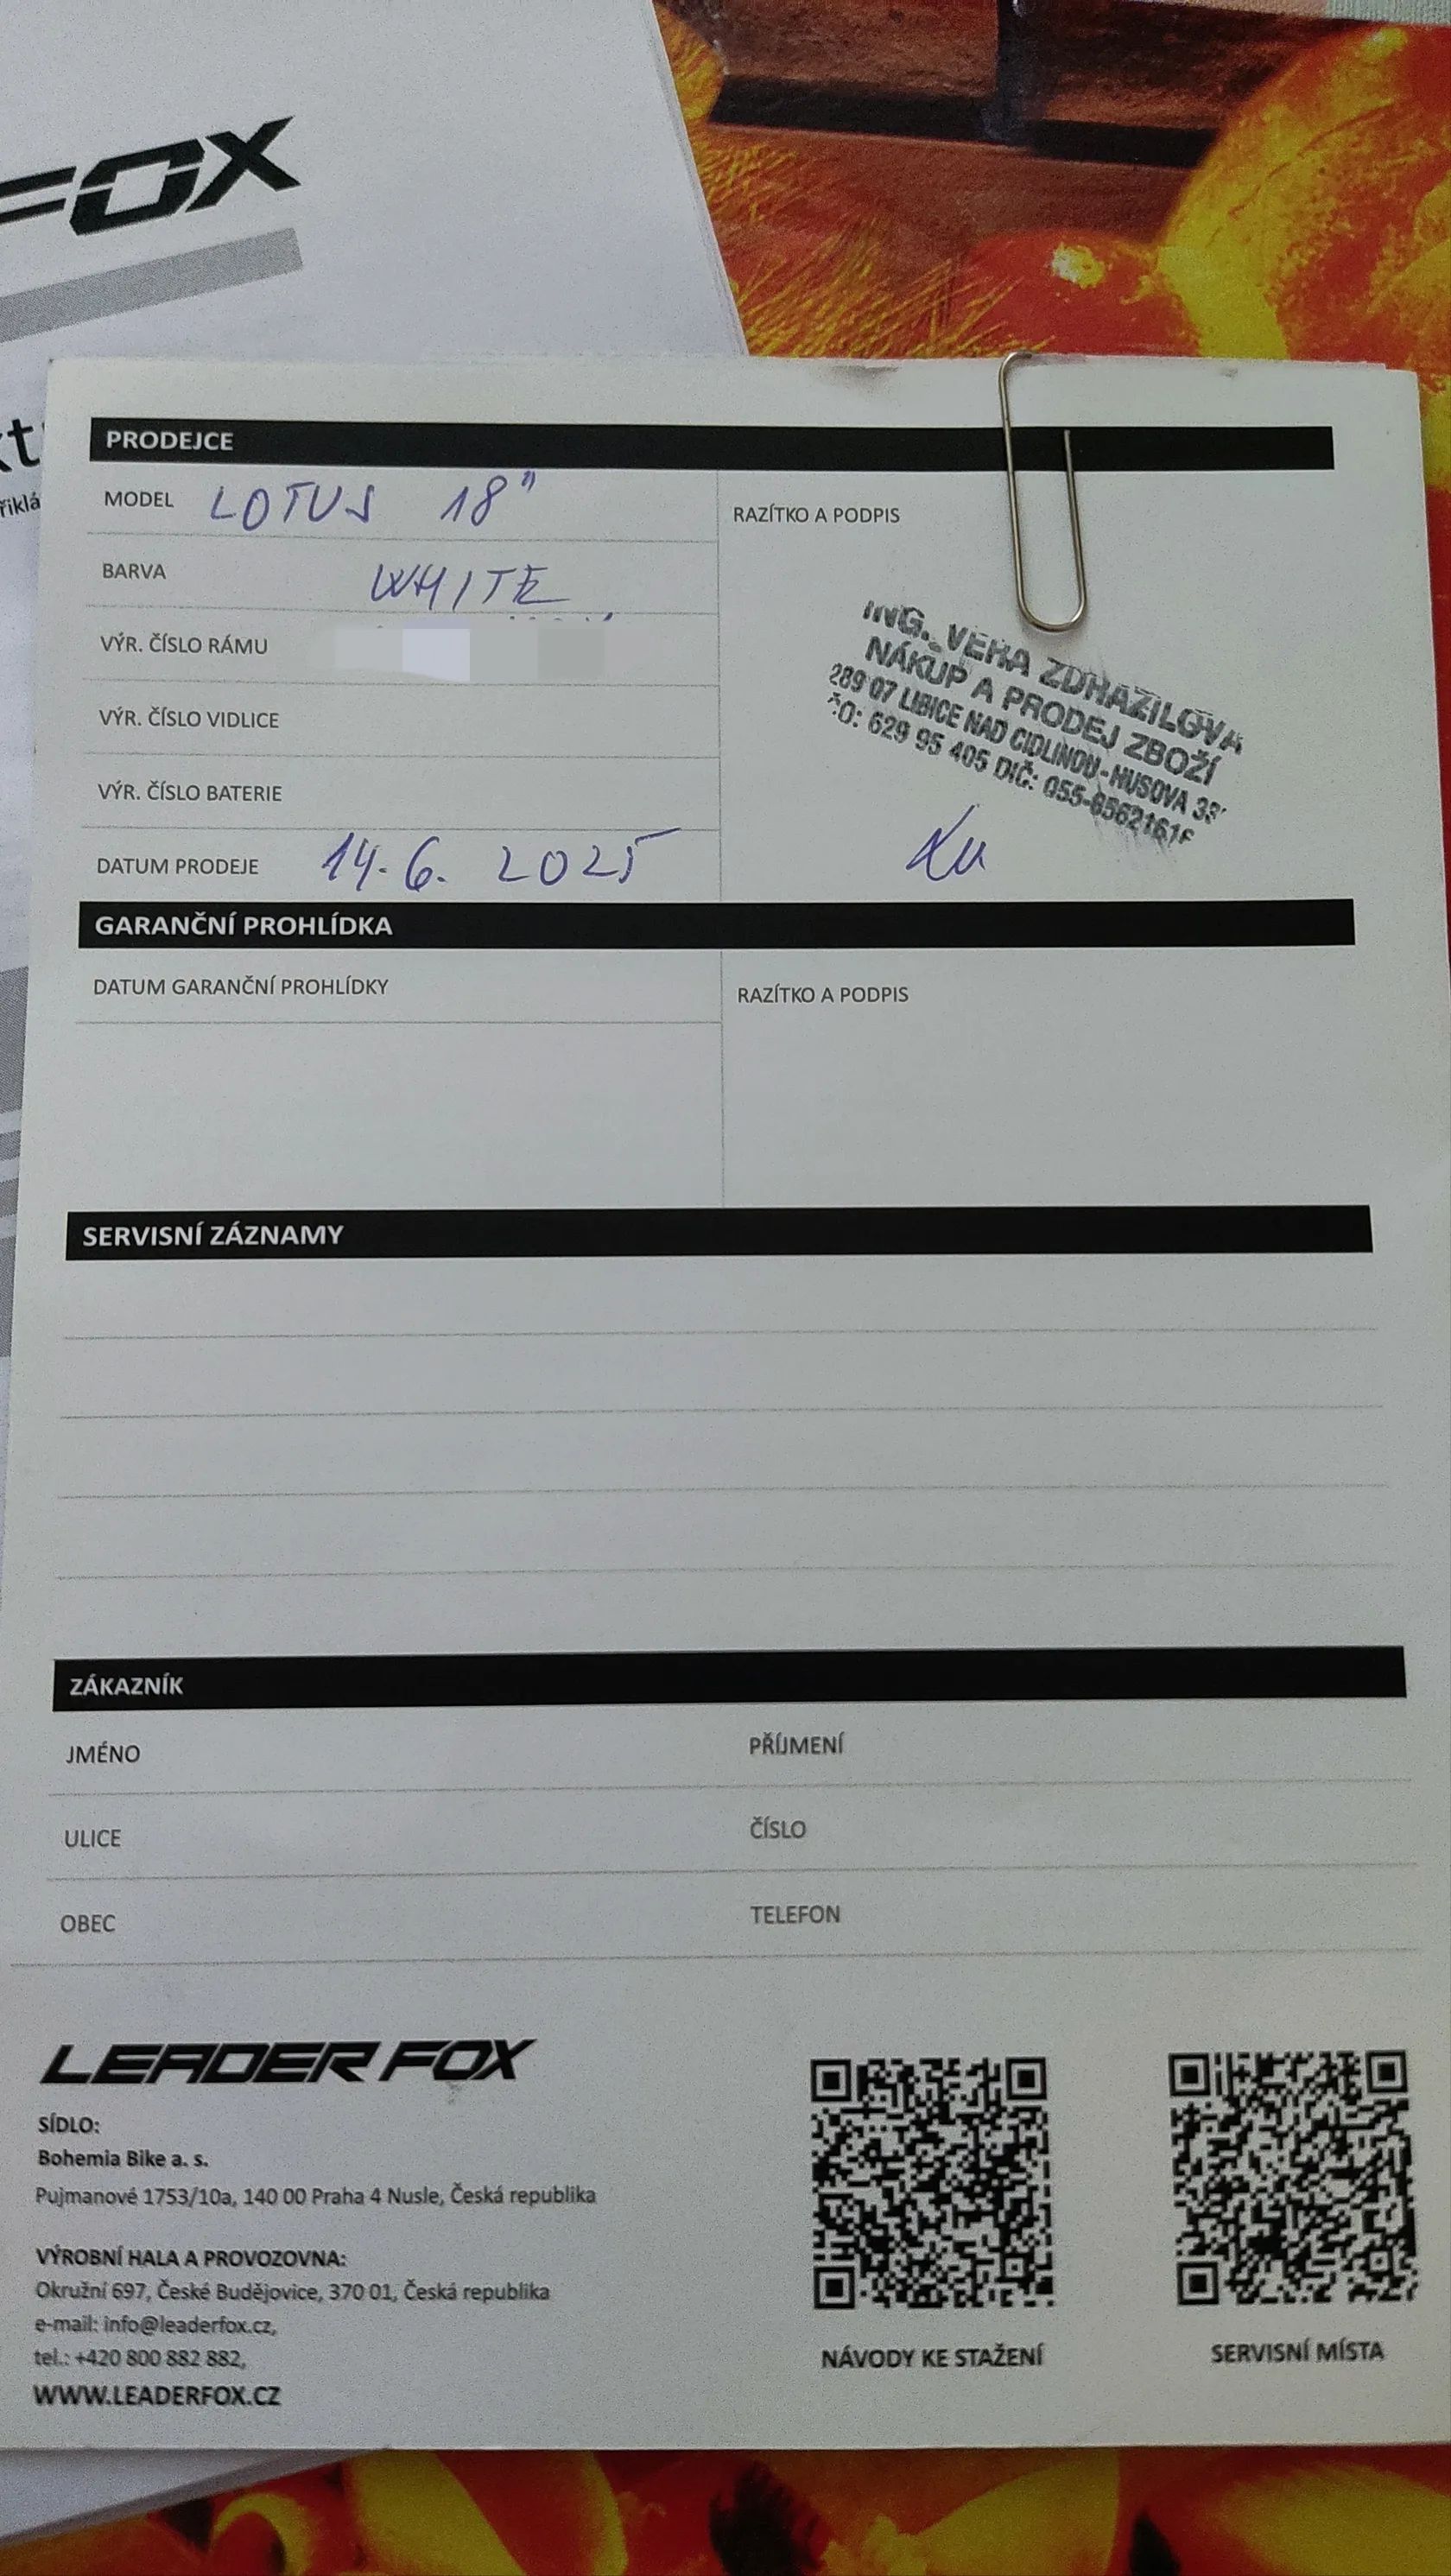 FOX
PRODEJCE
MODEL LOTUS 18"
RAZÍTKO A PODPIS
BARVA WHITE
VÝR. ČÍSLO RÁMU
VÝR. ČÍSLO VIDLICE
VÝR. ČÍSLO BATERIE
DATUM PRODEJE 14. 6. 2025
ING. VĚRA ZDRAŽILOVÁ
NÁKUP A PRODEJ ZBOŽÍ
289 07 LIBICE NAD CIDLINOU - HUSOVA
629 95 405 DIČ:
GARANČNÍ PROHLÍDKA
DATUM GARANČNÍ PROHLÍDKY
RAZÍTKO A PODPIS
SERVISNÍ ZÁZNAMY
ZÁKAZNÍK
JMÉNO PŘÍJMENÍ
ULICE ČÍSLO
OBEC TELEFON
LEADER FOX
SÍDLO:
Bohemia Bike a. s.
Pujmanové 1753/10a, 140 00 Praha 4 Nusle, Česká republika
VÝROBNÍ HALA A PROVOZOVNA:
Okružní 697, České Budějovice, 370 01, Česká republika
e-mail: info@leaderfox.cz,
tel.: +420 800 882 882,
WWW.LEADERFOX.CZ
NÁVODY KE STAŽENÍ
SERVISNÍ MÍSTA